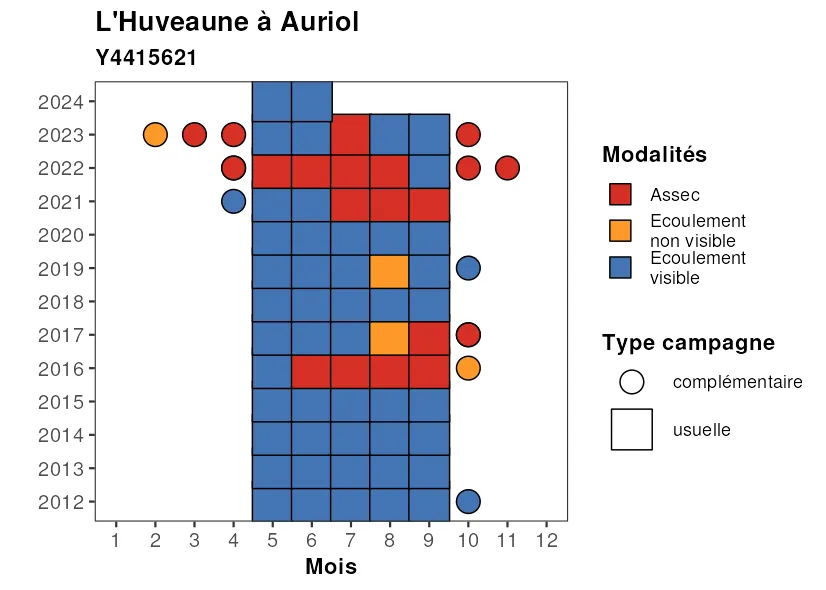 L'Huveaune à Auriol
Y4415621
2024
2023
2022
2021
2020
2019
2018
2017
2016
2015
2014
2013
2012
1 2 3 4 5 6 7 8 9 10 11 12
Mois
Modalités
Assec
Ecoulement
non visible
Ecoulement
visible
Type campagne
complémentaire
usuelle